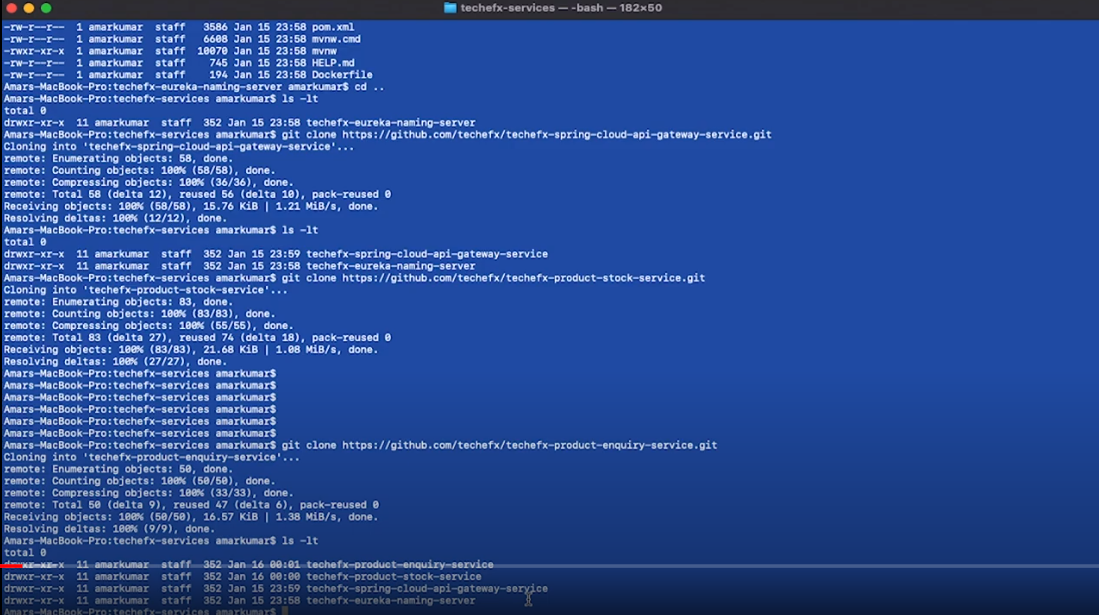 techefx-services — -bash — 182×50
-rw-r--r-- 1 amarkumar staff 3586 Jan 15 23:58 pom.xml
-rw-r--r-- 1 amarkumar staff 6608 Jan 15 23:58 mvnw.cmd
-rwxr-xr-x 1 amarkumar staff 10070 Jan 15 23:58 mvnw
-rw-r--r-- 1 amarkumar staff 745 Jan 15 23:58 HELP.md
-rw-r--r-- 1 amarkumar staff 194 Jan 15 23:58 Dockerfile
Amars-MacBook-Pro:techefx-eureka-naming-server amarkumar$ cd ..
Amars-MacBook-Pro:techefx-services amarkumar$ ls -lt
total 0
drwxr-xr-x 11 amarkumar staff 352 Jan 15 23:58 techefx-eureka-naming-server
Amars-MacBook-Pro:techefx-services amarkumar$ git clone https://github.com/techefx/techefx-spring-cloud-api-gateway-service.git
Cloning into 'techefx-spring-cloud-api-gateway-service'...
remote: Enumerating objects: 58, done.
remote: Counting objects: 100% (58/58), done.
remote: Compressing objects: 100% (36/36), done.
remote: Total 58 (delta 12), reused 56 (delta 10), pack-reused 0
Receiving objects: 100% (58/58), 15.76 KiB | 1.21 MiB/s, done.
Resolving deltas: 100% (12/12), done.
Amars-MacBook-Pro:techefx-services amarkumar$ ls -lt
total 0
drwxr-xr-x 11 amarkumar staff 352 Jan 15 23:59 techefx-spring-cloud-api-gateway-service
drwxr-xr-x 11 amarkumar staff 352 Jan 15 23:58 techefx-eureka-naming-server
Amars-MacBook-Pro:techefx-services amarkumar$ git clone https://github.com/techefx/techefx-product-stock-service.git
Cloning into 'techefx-product-stock-service'...
remote: Enumerating objects: 83, done.
remote: Counting objects: 100% (83/83), done.
remote: Compressing objects: 100% (55/55), done.
remote: Total 83 (delta 27), reused 74 (delta 18), pack-reused 0
Receiving objects: 100% (83/83), 21.68 KiB | 1.08 MiB/s, done.
Resolving deltas: 100% (27/27), done.
Amars-MacBook-Pro:techefx-services amarkumar$
Amars-MacBook-Pro:techefx-services amarkumar$
Amars-MacBook-Pro:techefx-services amarkumar$
Amars-MacBook-Pro:techefx-services amarkumar$
Amars-MacBook-Pro:techefx-services amarkumar$
Amars-MacBook-Pro:techefx-services amarkumar$
Amars-MacBook-Pro:techefx-services amarkumar$ git clone https://github.com/techefx/techefx-product-enquiry-service.git
Cloning into 'techefx-product-enquiry-service'...
remote: Enumerating objects: 50, done.
remote: Counting objects: 100% (50/50), done.
remote: Compressing objects: 100% (33/33), done.
remote: Total 50 (delta 9), reused 47 (delta 6), pack-reused 0
Receiving objects: 100% (50/50), 16.57 KiB | 1.38 MiB/s, done.
Resolving deltas: 100% (9/9), done.
Amars-MacBook-Pro:techefx-services amarkumar$ ls -lt
total 0
drwxr-xr-x 11 amarkumar staff 352 Jan 16 00:01 techefx-product-enquiry-service
drwxr-xr-x 11 amarkumar staff 352 Jan 16 00:00 techefx-product-stock-service
drwxr-xr-x 11 amarkumar staff 352 Jan 15 23:59 techefx-spring-cloud-api-gateway-service
drwxr-xr-x 11 amarkumar staff 352 Jan 15 23:58 techefx-eureka-naming-server
Amars-MacBook-Pro:techefx-services amarkumar$